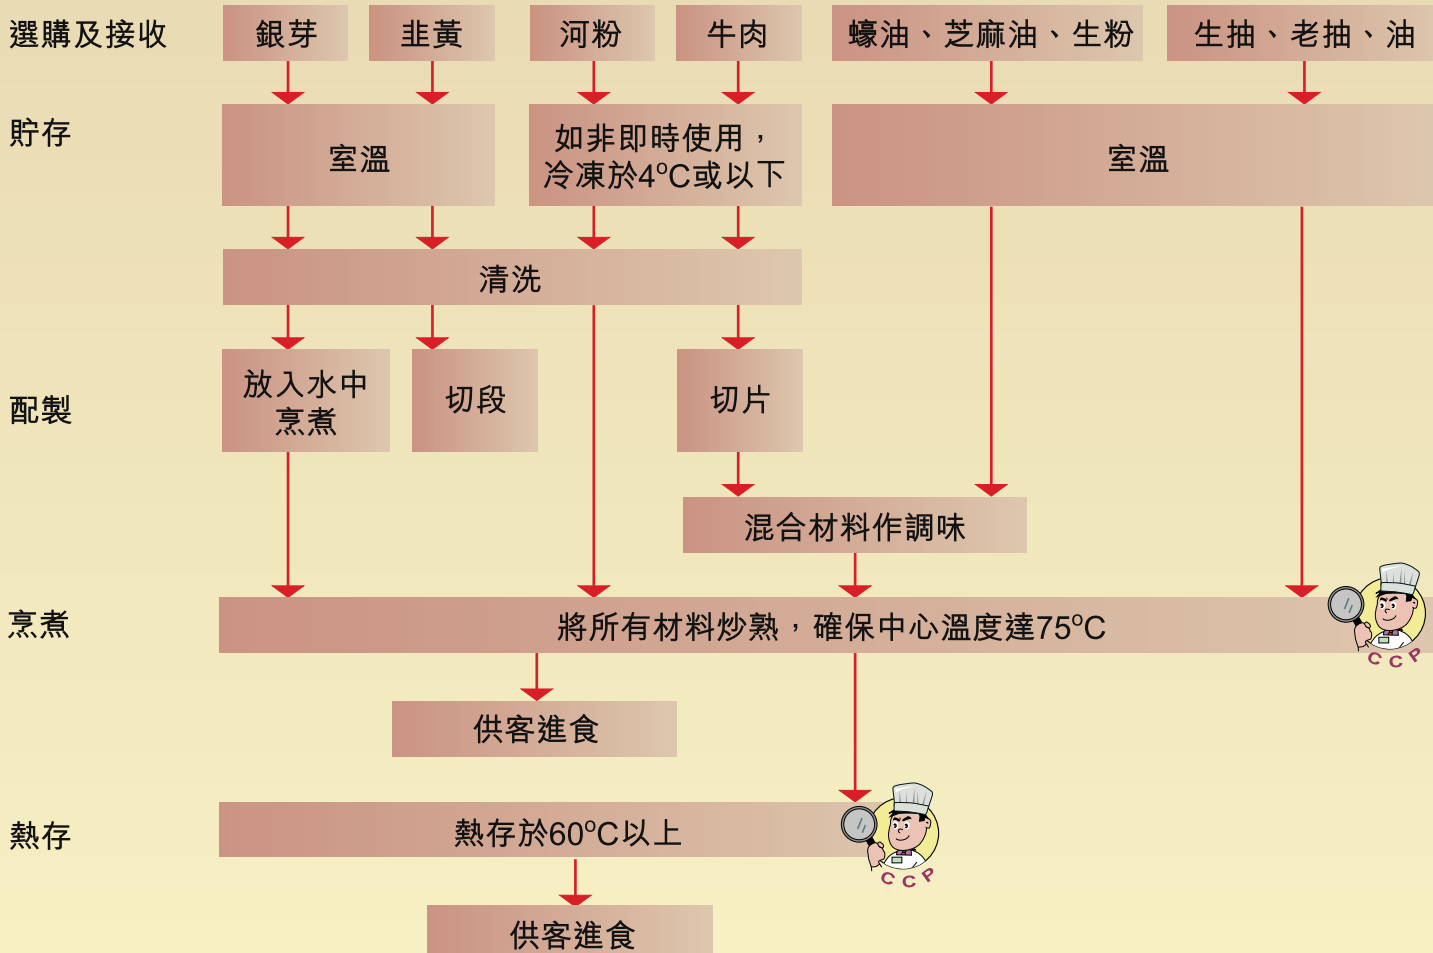 選購及接收
銀芽
韭黃
河粉
牛肉
蠔油、芝麻油、生粉
生抽、老抽、油
貯存
室溫
如非即時使用，
冷凍於4ºC或以下
室溫
清洗
配製
放入水中
烹煮
切段
切片
混合材料作調味
烹煮
將所有材料炒熟，確保中心溫度達75ºC
CCP
供客進食
熱存
熱存於60ºC以上
CCP
供客進食